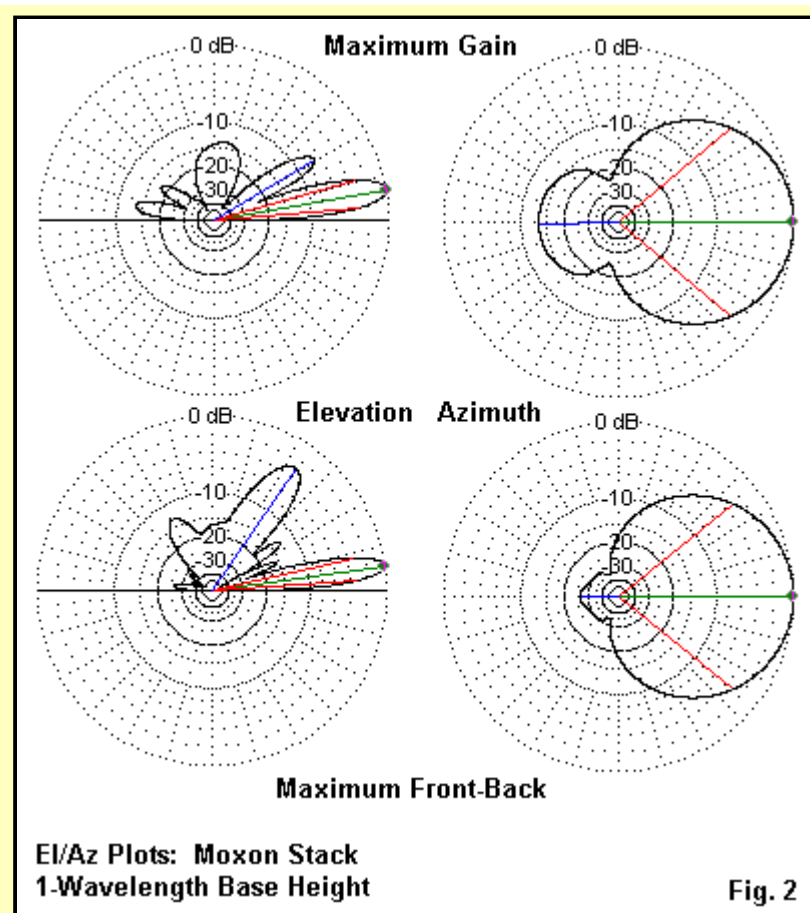 Maximum Gain
0 dB
0 dB
-10
-10
20
20
30
30
Elevation Azimuth
0 dB
0 dB
-10
-10
20
20
30
30
Maximum Front-Back
El/Az Plots: Moxon Stack
1-Wavelength Base Height
Fig. 2